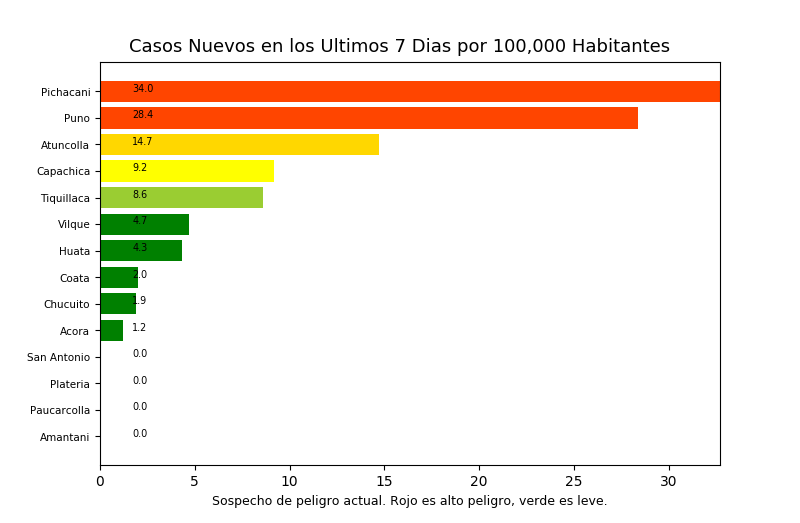 Casos Nuevos en los Ultimos 7 Dias por 100,000 Habitantes
Pichacani 34.0
Puno 28.4
Atuncolla 14.7
Capachica 9.2
Tiquillaca 8.6
Vilque 4.7
Huata 4.3
Coata 2.0
Chucuito 1.9
Acora 1.2
San Antonio 0.0
Plateria 0.0
Paucarcolla 0.0
Amantani 0.0
0 5 10 15 20 25 30
Sospecho de peligro actual. Rojo es alto peligro, verde es leve.